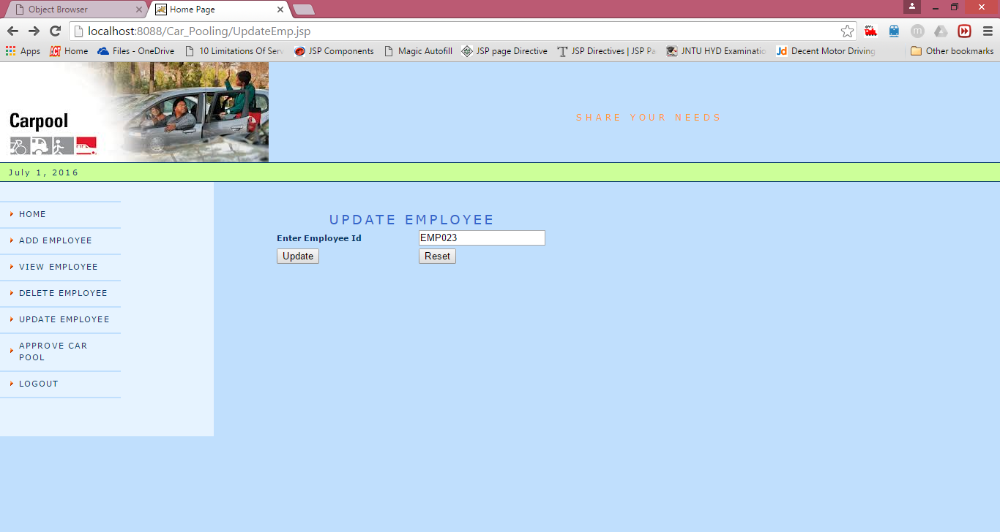 Object Browser
Home Page
localhost:8088/Car_Pooling/UpdateEmp.jsp
Apps
Home
Files - OneDrive
10 Limitations Of Serv
JSP Components
Magic Autofill
JSP page Directive
JSP Directives | JSP Pa
JNTU HYD Examinatio
Decent Motor Driving
Other bookmarks
Carpool
SHARE YOUR NEEDS
July 1, 2016
HOME
ADD EMPLOYEE
VIEW EMPLOYEE
DELETE EMPLOYEE
UPDATE EMPLOYEE
APPROVE CAR
POOL
LOGOUT
UPDATE EMPLOYEE
Enter Employee Id EMP023
Update Reset